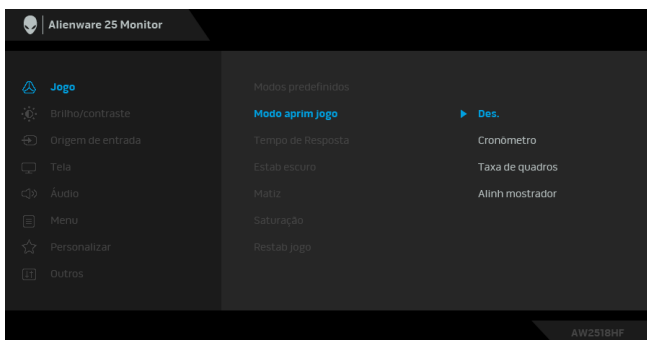 Alienware 25 Monitor
Jogo
Modos predefinidos
Brilho/contraste
Modo aprim jogo
Des.
Origem de entrada
Tempo de Resposta
Cronômetro
Tela
Estab escuro
Taxa de quadros
Áudio
Matiz
Alinh mostrador
Menu
Saturação
Personalizar
Restab jogo
Outros
AW2518HF